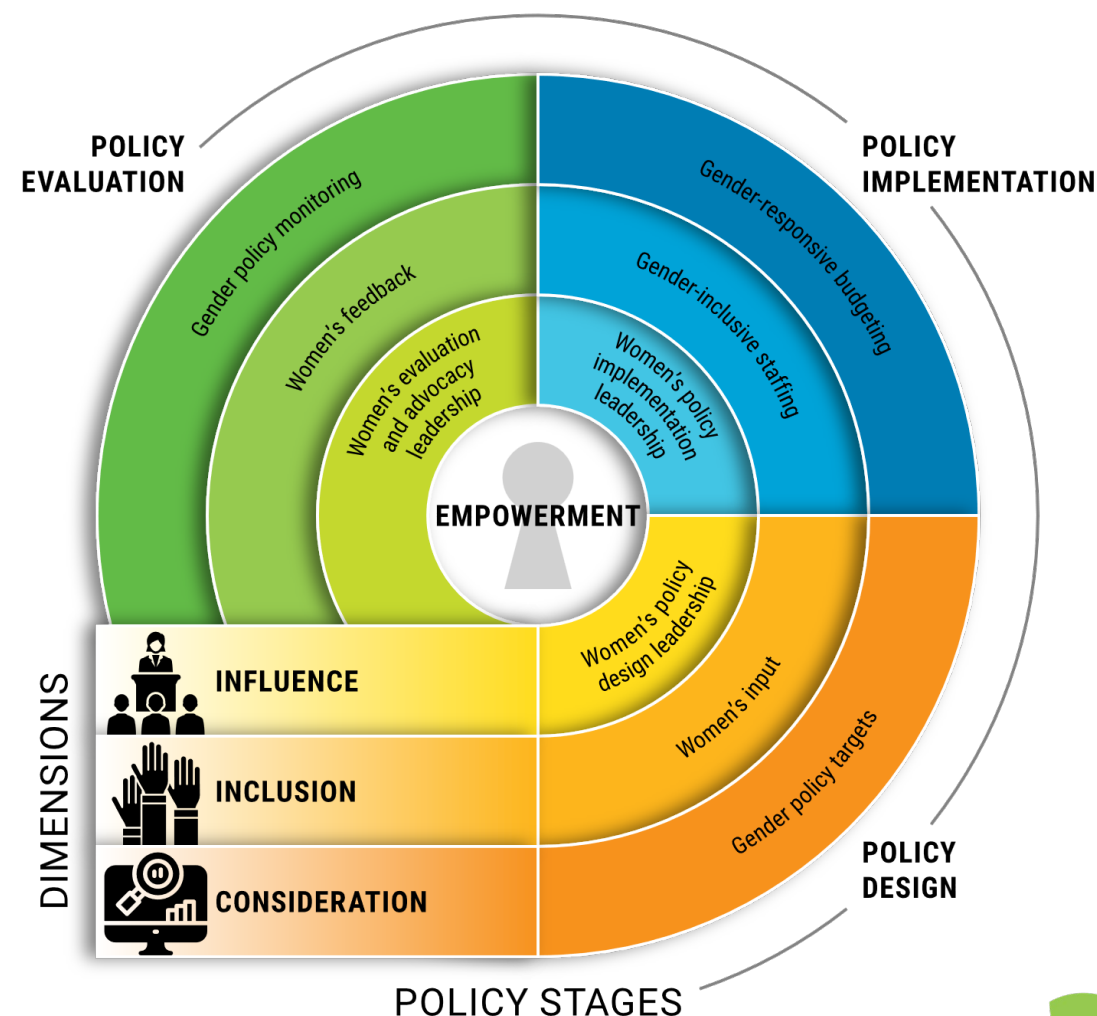 POLICY
EVALUATION
POLICY
IMPLEMENTATION
Gender policy monitoring
Women's feedback
Women's evaluation
and advocacy
leadership
Gender-responsive budgeting
Gender-inclusive staffing
Women's policy
implementation
leadership
EMPOWERMENT
Women's policy
design leadership
Women's input
Gender policy targets
DIMENSIONS
INFLUENCE
INCLUSION
CONSIDERATION
POLICY
DESIGN
POLICY STAGES